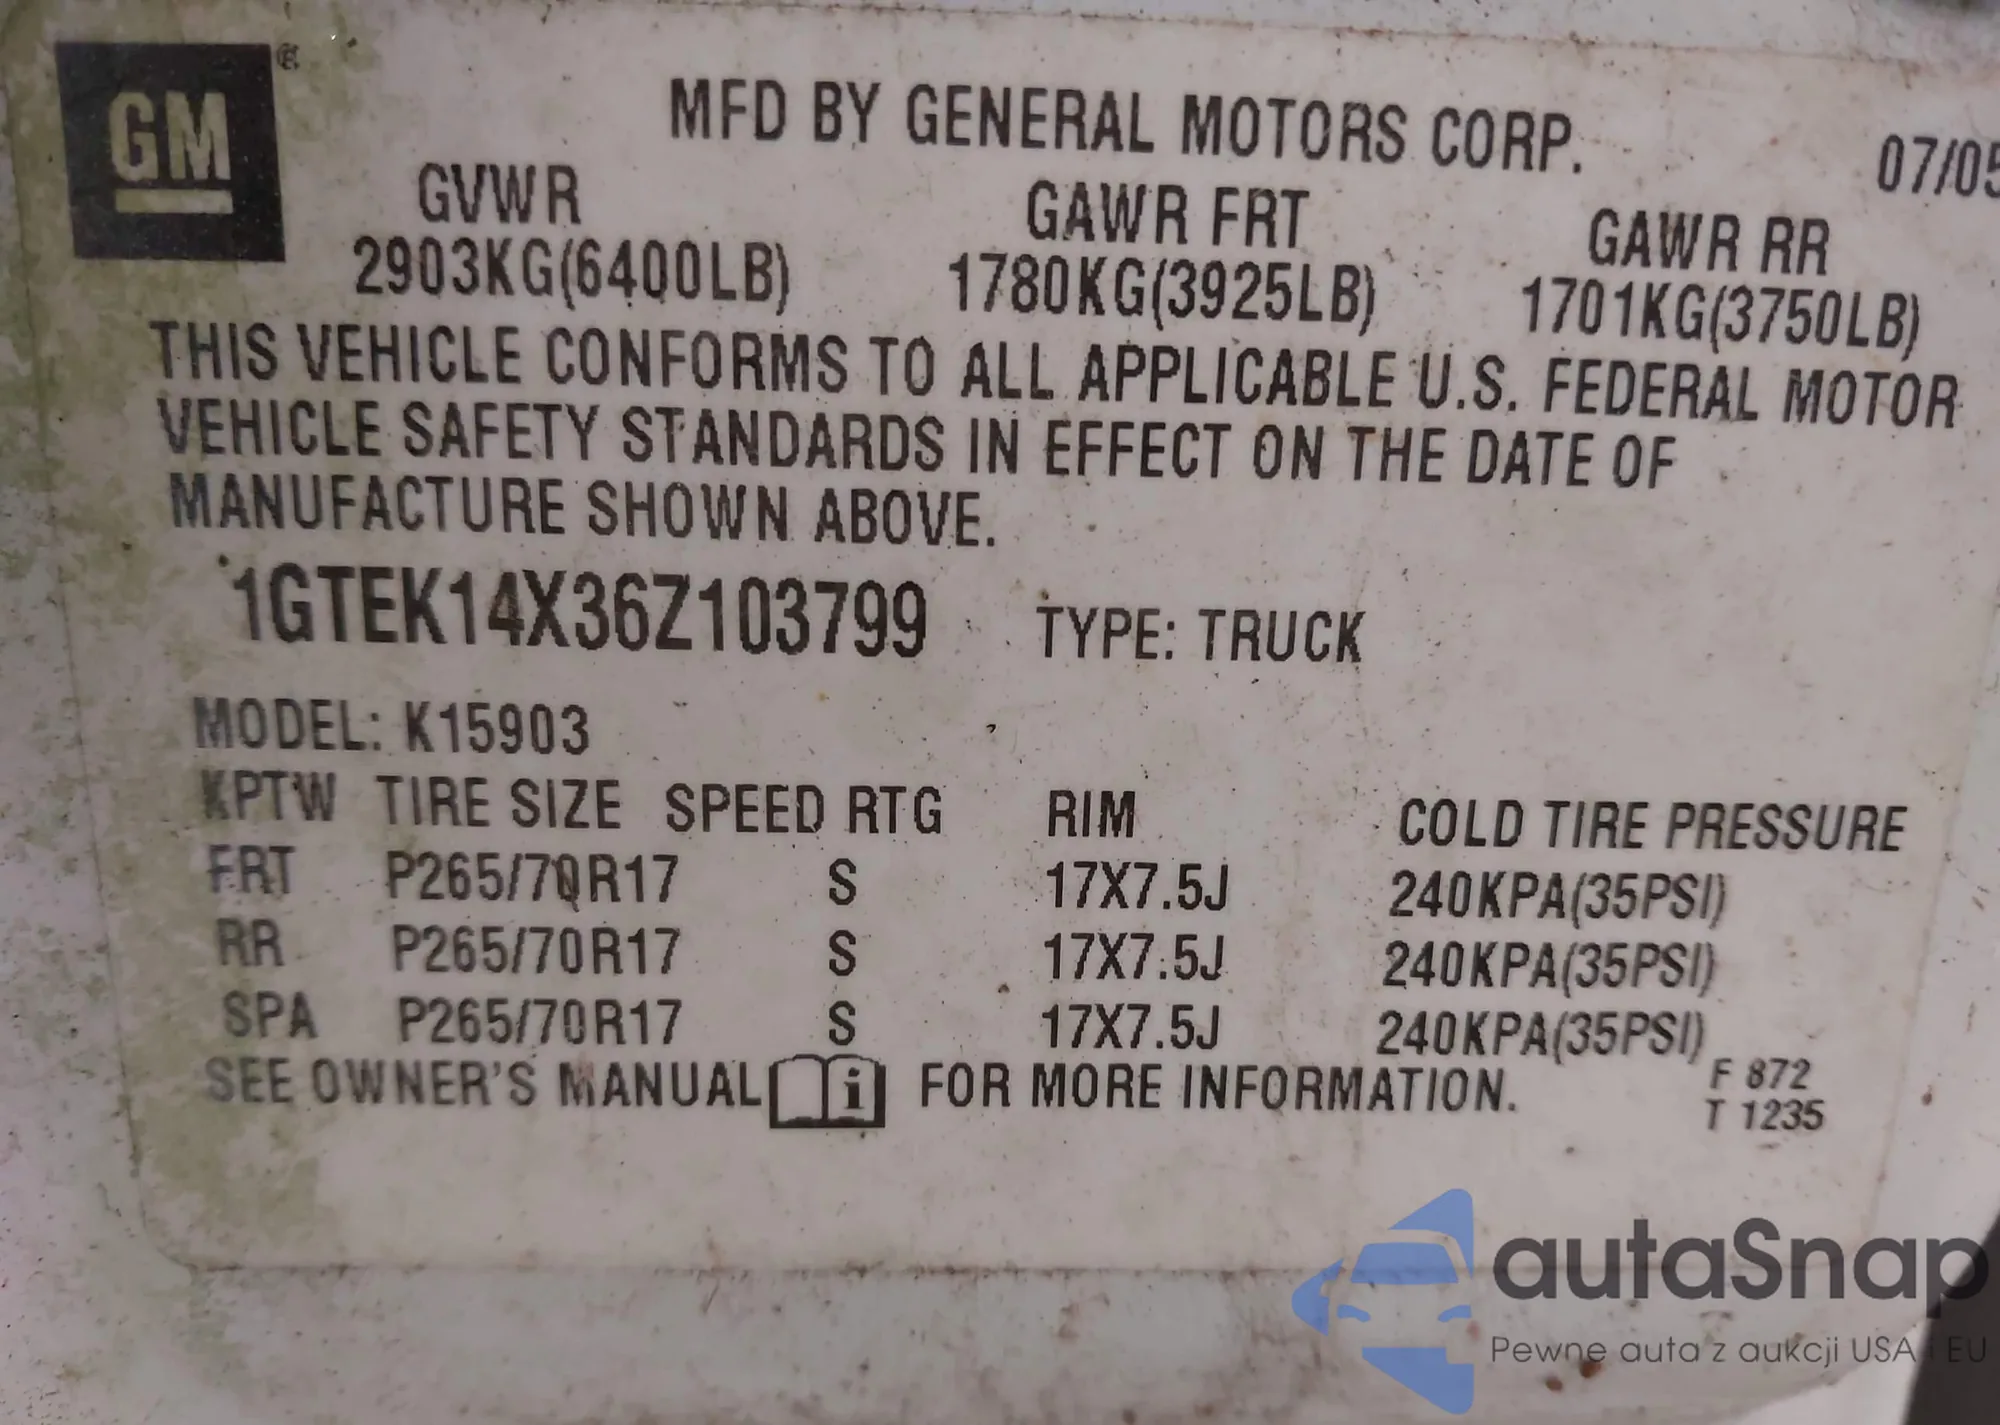 GM ®
MFD BY GENERAL MOTORS CORP.
07/05
GVWR GAWR FRT GAWR RR
2903KG(6400LB) 1780KG(3925LB) 1701KG(3750LB)
THIS VEHICLE CONFORMS TO ALL APPLICABLE U.S. FEDERAL MOTOR
VEHICLE SAFETY STANDARDS IN EFFECT ON THE DATE OF
MANUFACTURE SHOWN ABOVE.
1GTEK14X36Z103799 TYPE: TRUCK
MODEL: K15903
KPTW TIRE SIZE SPEED RTG RIM COLD TIRE PRESSURE
FRT P265/70R17 S 17X7.5J 240KPA(35PSI)
RR P265/70R17 S 17X7.5J 240KPA(35PSI)
SPA P265/70R17 S 17X7.5J 240KPA(35PSI)
SEE OWNER'S MANUAL i FOR MORE INFORMATION.
F 872
T 1235
autaSnap
Pewne auta z aukcji USA i EU